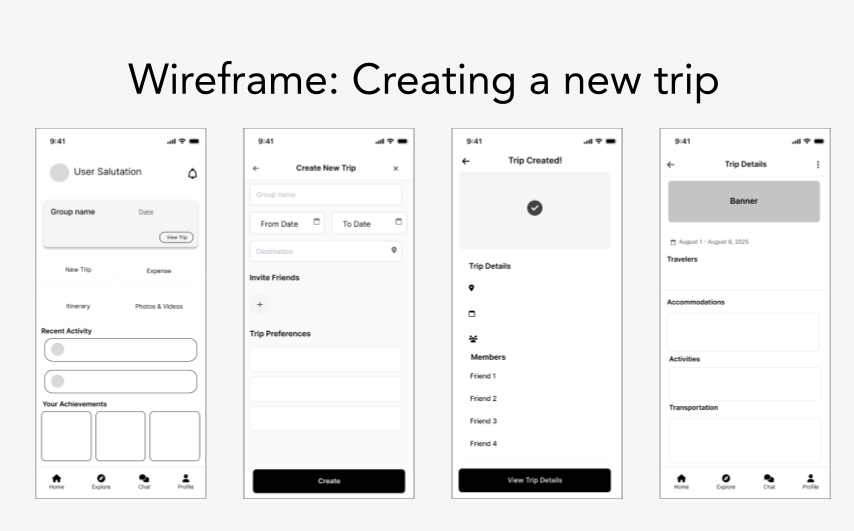 Wireframe: Creating a new trip
9:41
User Salutation
Group name
Date
View Trip
New Trip
Expense
Itinerary
Photos & Videos
Recent Activity
Your Achievements
Home
Explore
Chat
Profile
9:41
Create New Trip
Group name
From Date
To Date
Destination
Invite Friends
Trip Preferences
Create
9:41
Trip Created!
Trip Details
Members
Friend 1
Friend 2
Friend 3
Friend 4
View Trip Details
9:41
Trip Details
Banner
August 1 - August 8, 2025
Travelers
Accommodations
Activities
Transportation
Home
Explore
Chat
Profile